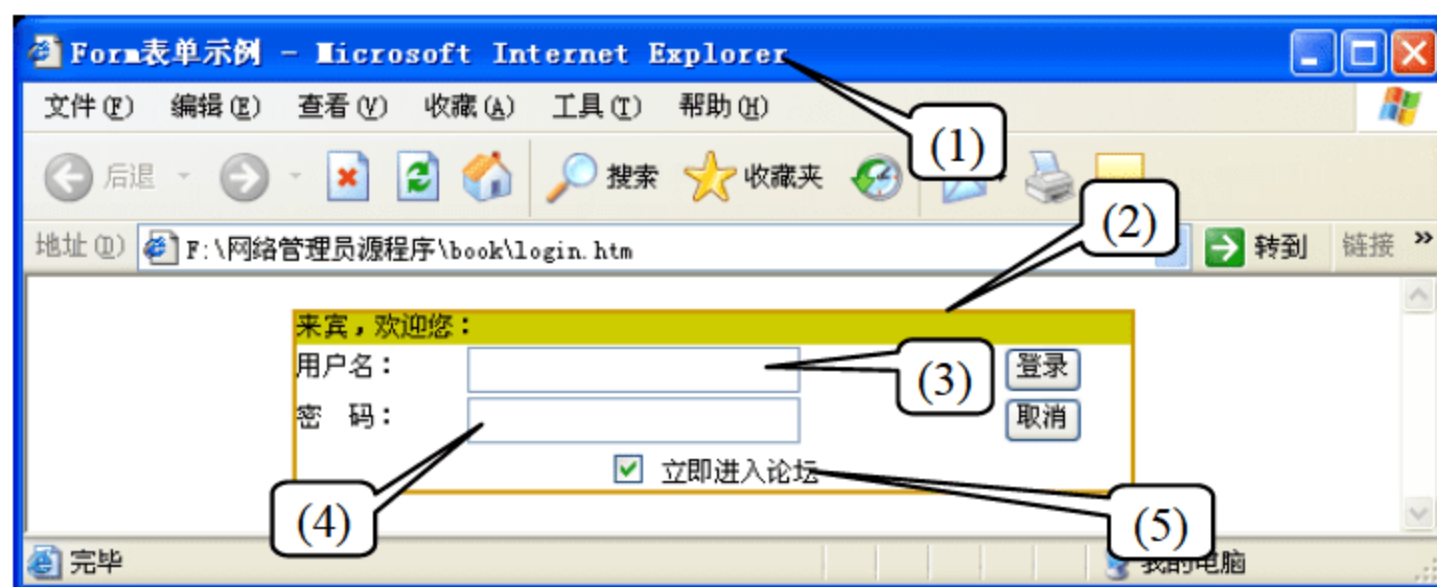 Form表单示例 - Microsoft Internet Explorer
文件(F) 编辑(E) 查看(V) 收藏(A) 工具(T) 帮助(H)
(1)
后退 搜索 收藏夹
(2)
地址(D) F:\网络管理员源程序\book\login.htm 转到 链接 »
来宾，欢迎您：
用户名： (3) 登录
密 码： 取消
立即进入论坛
(4) (5)
完毕 我的电脑